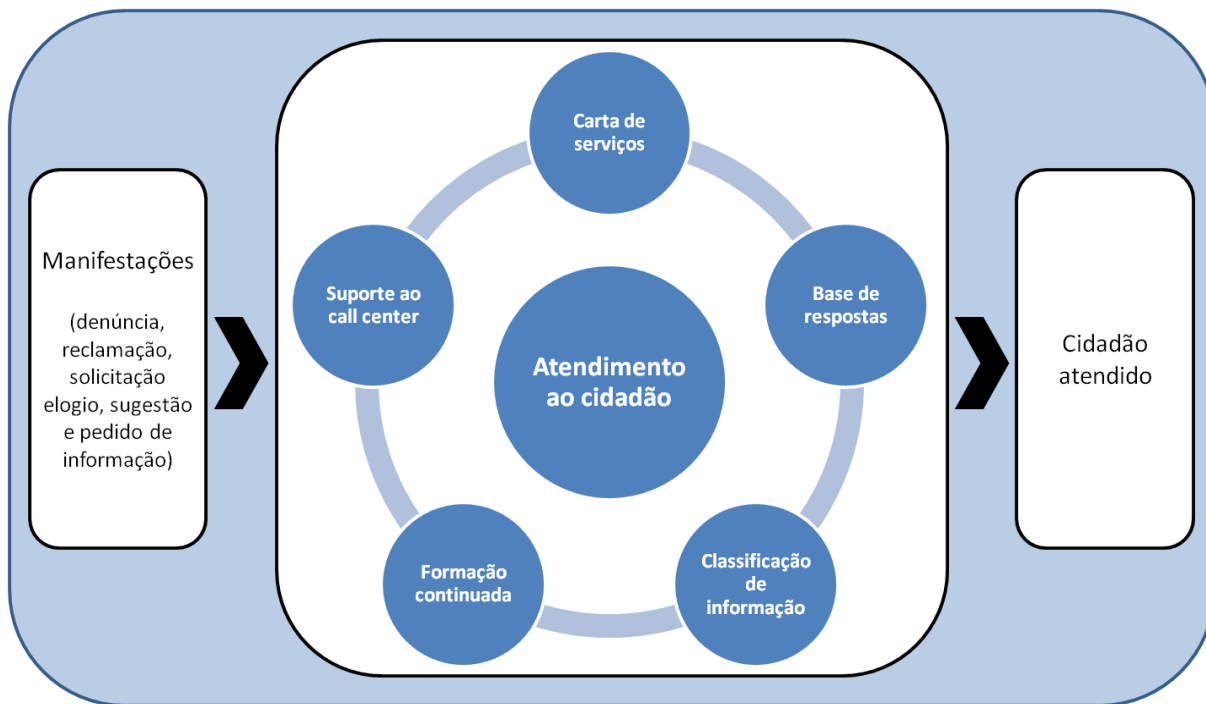 Manifestações
(denúncia,
reclamação,
solicitação
elogio, sugestão
e pedido de
informação)
Carta de
serviços
Suporte ao
call center
Base de
respostas
Atendimento
ao cidadão
Formação
continuada
Classificação
de
informação
Cidadão
atendido